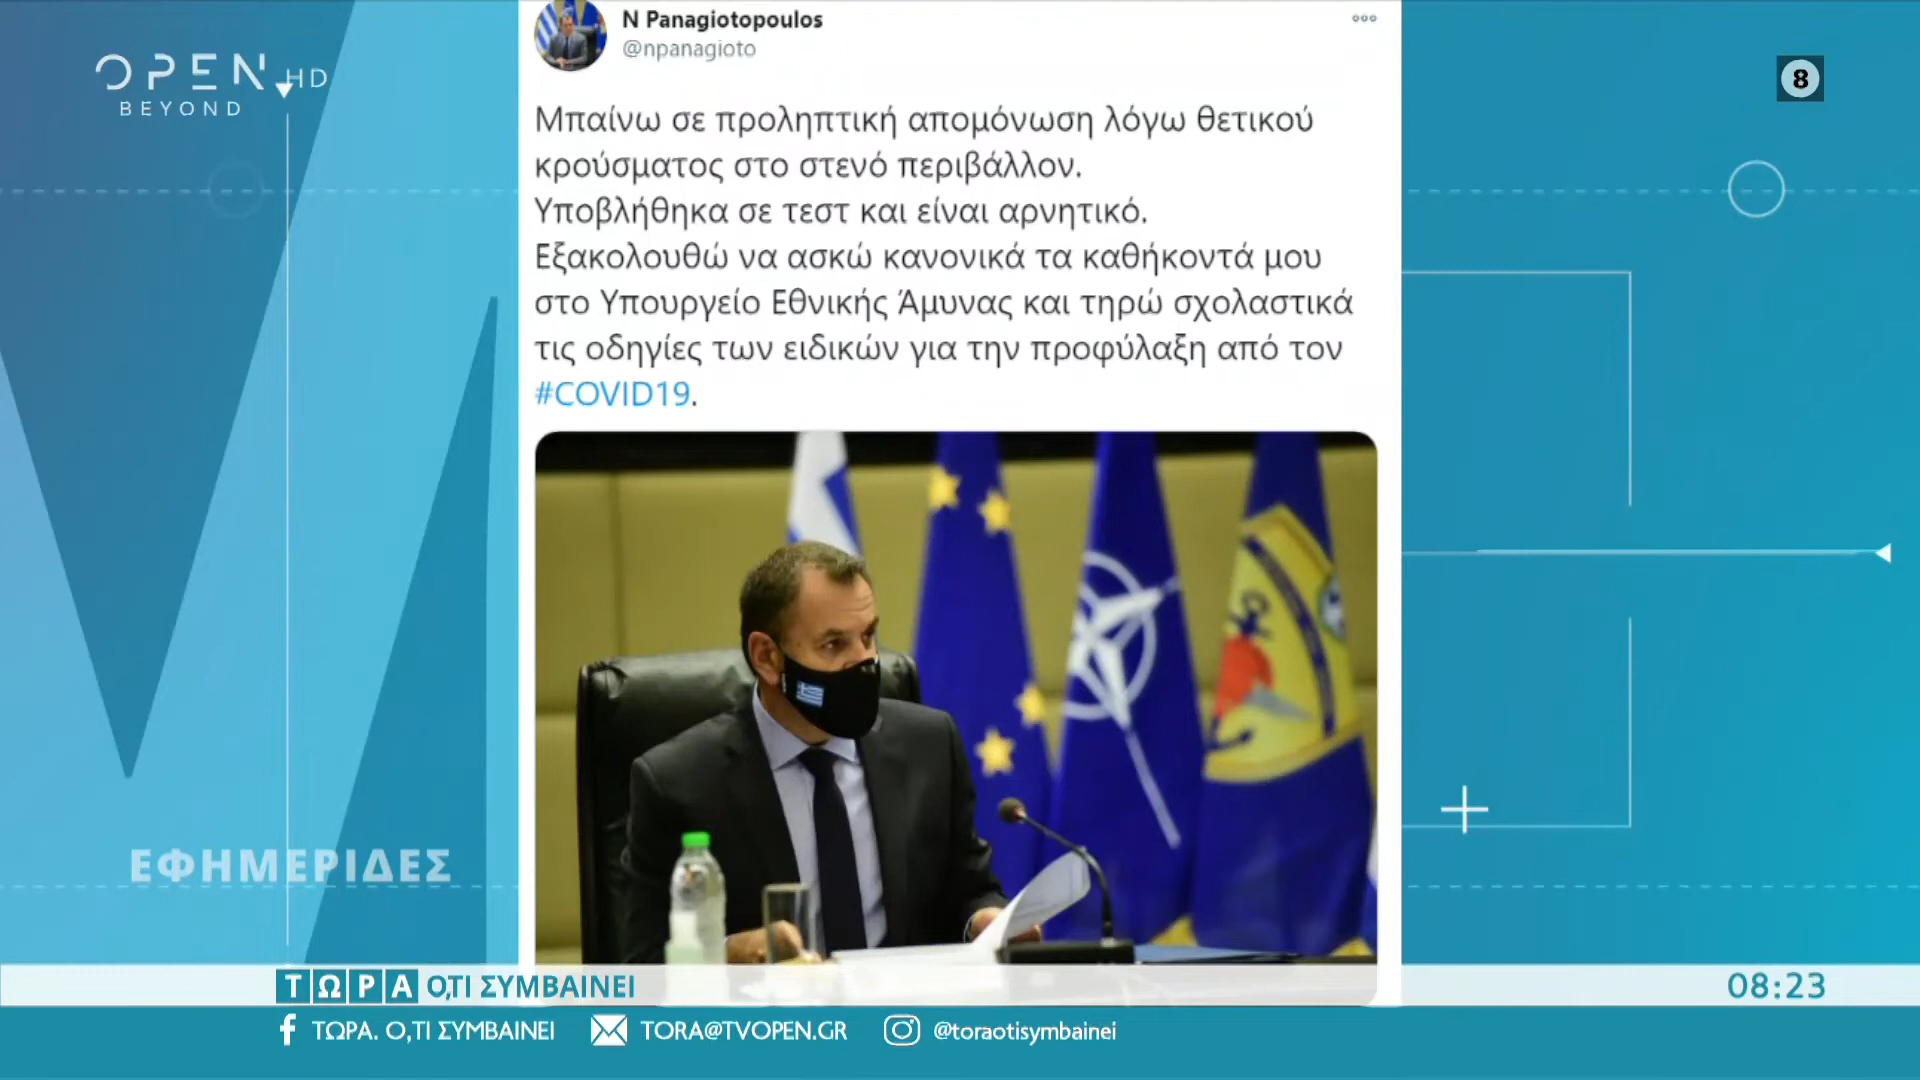 N Panagiotopoulos
@npanagioto
OPEN HD
BEYOND
8
Μπαίνω σε προληπτική απομόνωση λόγω θετικού
κρούσματος στο στενό περιβάλλον.
Υποβλήθηκα σε τεστ και είναι αρνητικό.
Εξακολουθώ να ασκώ κανονικά τα καθήκοντά μου
στο Υπουργείο Εθνικής Άμυνας και τηρώ σχολαστικά
τις οδηγίες των ειδικών για την προφύλαξη από τον
#COVID19.
ΕΦΗΜΕΡΙΔΕΣ
ΤΩΡΑ Ο,ΤΙ ΣΥΜΒΑΙΝΕΙ
08:23
ΤΩΡΑ. Ο,ΤΙ ΣΥΜΒΑΙΝΕΙ TORA@TVOPEN.GR @toraotisymbainei